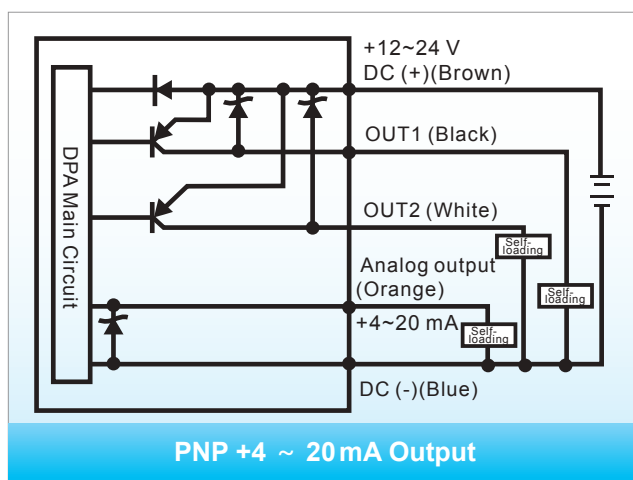 +12~24 V
DC (+)(Brown)
OUT1 (Black)
DPA Main Circuit
OUT2 (White)
Self-
loading
Analog output
(Orange)
Self-
loading
+4~20 mA
Self-
loading
DC (-)(Blue)
PNP +4 ~ 20 mA Output